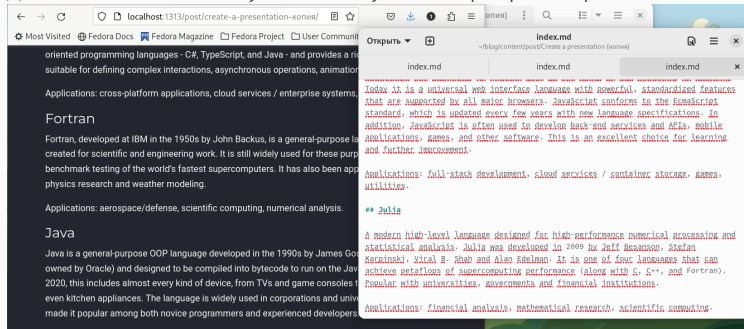 localhost:1313/post/create-a-presentation-копия/
Most Visited Fedora Docs Fedora Magazine Fedora Project User Communit
oriented programming languages - C#, TypeScript, and Java - and provides a ric
suitable for defining complex interactions, asynchronous operations, animation
Applications: cross-platform applications, cloud services / enterprise systems,
Fortran
Fortran, developed at IBM in the 1950s by John Backus, is a general-purpose la
created for scientific and engineering work. It is still widely used for these purp
benchmark testing of the world's fastest supercomputers. It has also been app
physics research and weather modeling.
Applications: aerospace/defense, scientific computing, numerical analysis.
Java
Java is a general-purpose OOP language developed in the 1990s by James Gos
owned by Oracle) and designed to be compiled into bytecode to run on the Jav
2020, this includes almost every kind of device, from TVs and game consoles t
even kitchen appliances. The language is widely used in corporations and unive
made it popular among both novice programmers and experienced developers
опия)
Открыть
index.md
~/blog/content/post/Create a presentation (копия)
index.md index.md index.md
Today it is a universal web interface language with powerful, standardized features
that are supported by all major browsers. JavaScript conforms to the EcmaScript
standard, which is updated every few years with new language specifications. In
addition, JavaScript is often used to develop back-end services and APIs, mobile
applications, games, and other software. This is an excellent choice for learning
and further improvement.
Applications: full-stack development, cloud services / container storage, games,
utilities.
## Julia
A modern high-level language designed for high-performance numerical processing and
statistical analysis. Julia was developed in 2009 by Jeff Besanson, Stefan
Karpinski, Viral B. Shah and Alan Edelman. It is one of four languages that can
achieve petaflops of supercomputing performance (along with C, C++, and Fortran).
Popular with universities, governments and financial institutions.
Applications: financial analysis, mathematical research, scientific computing.